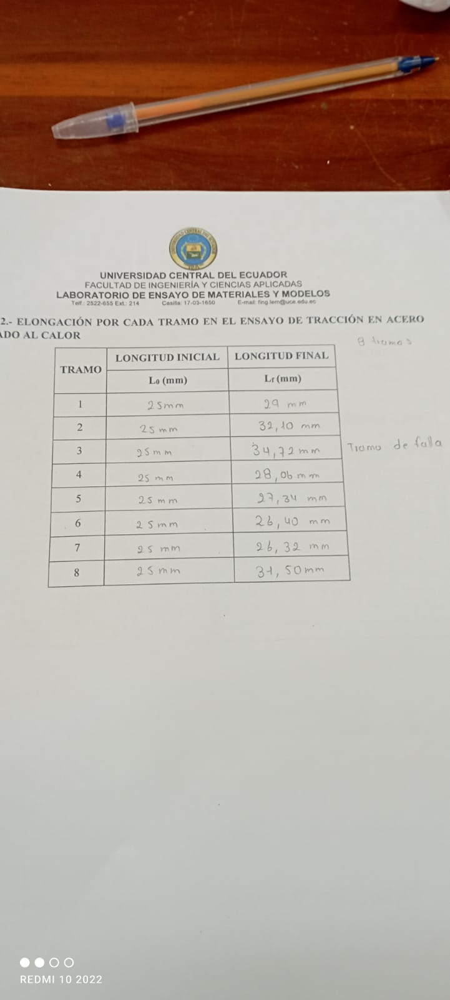 UNIVERSIDAD CENTRAL DEL ECUADOR
FACULTAD DE INGENIERÍA Y CIENCIAS APLICADAS
LABORATORIO DE ENSAYO DE MATERIALES Y MODELOS
Telf.: 2522-655 Ext.: 214 Casilla: 17-03-1650 E-mail: fing.lem@uce.edu.ec
2.- ELONGACIÓN POR CADA TRAMO EN EL ENSAYO DE TRACCIÓN EN ACERO
ADO AL CALOR
8 tramos
TRAMO LONGITUD INICIAL LONGITUD FINAL
L0 (mm) Lf (mm)
1 25mm 29 mm
2 25 mm 32,10 mm
3 25 mm 34,72 mm Tramo de falla
4 25 mm 28,06 mm
5 25 mm 27,34 mm
6 25 mm 26,40 mm
7 25 mm 26,32 mm
8 25 mm 31,50mm
REDMI 10 2022